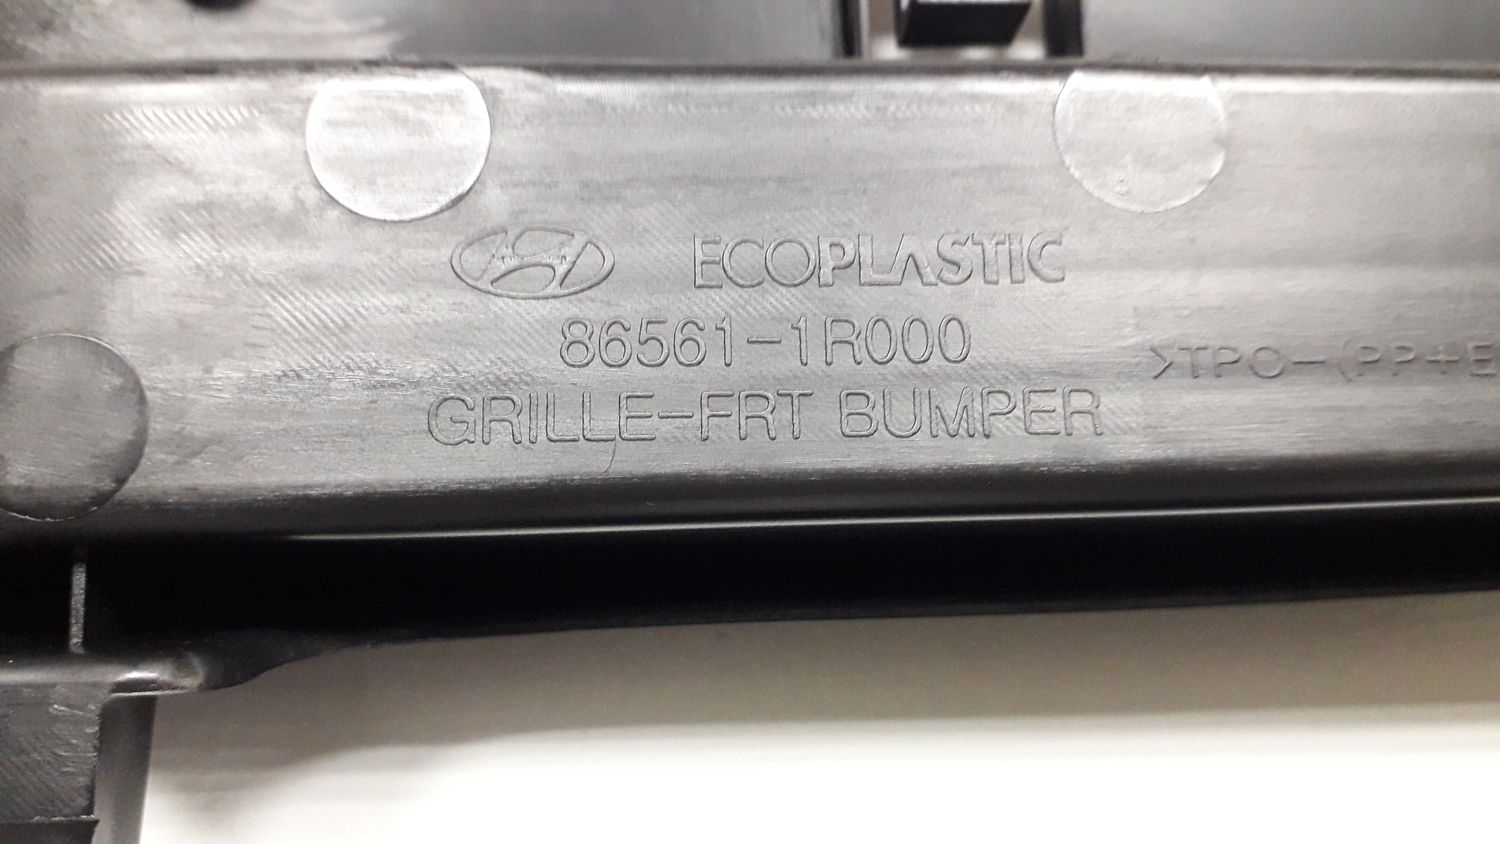 ECOPLASTIC
86561-1R000
GRILLE-FRT BUMPER
>TPO-(PP+E